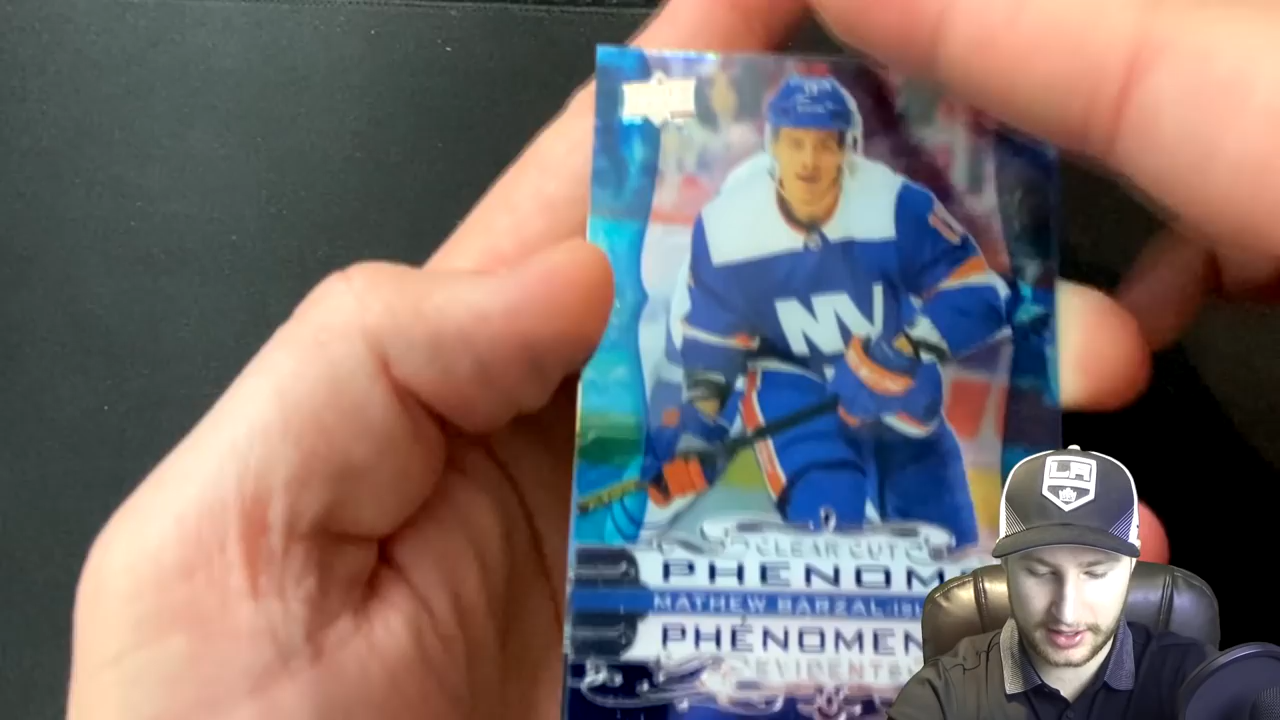 NY
CLEAR CUT
PHENOM
MATHEW BARZAL
PHÉNOMEN
LA